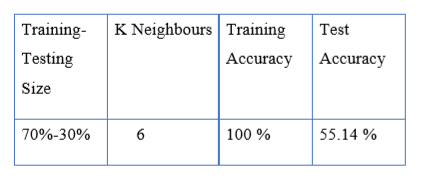 Training- K Neighbours Training Test
Testing Accuracy Accuracy
Size
70%-30% 6 100 % 55.14 %